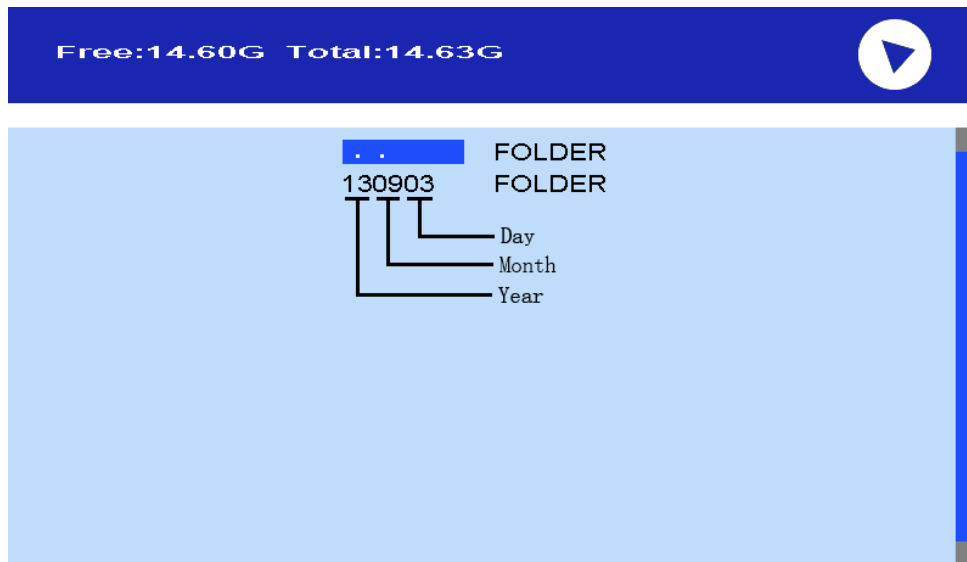 Free:14.60G Total:14.63G
. . FOLDER
130903 FOLDER
Day
Month
Year